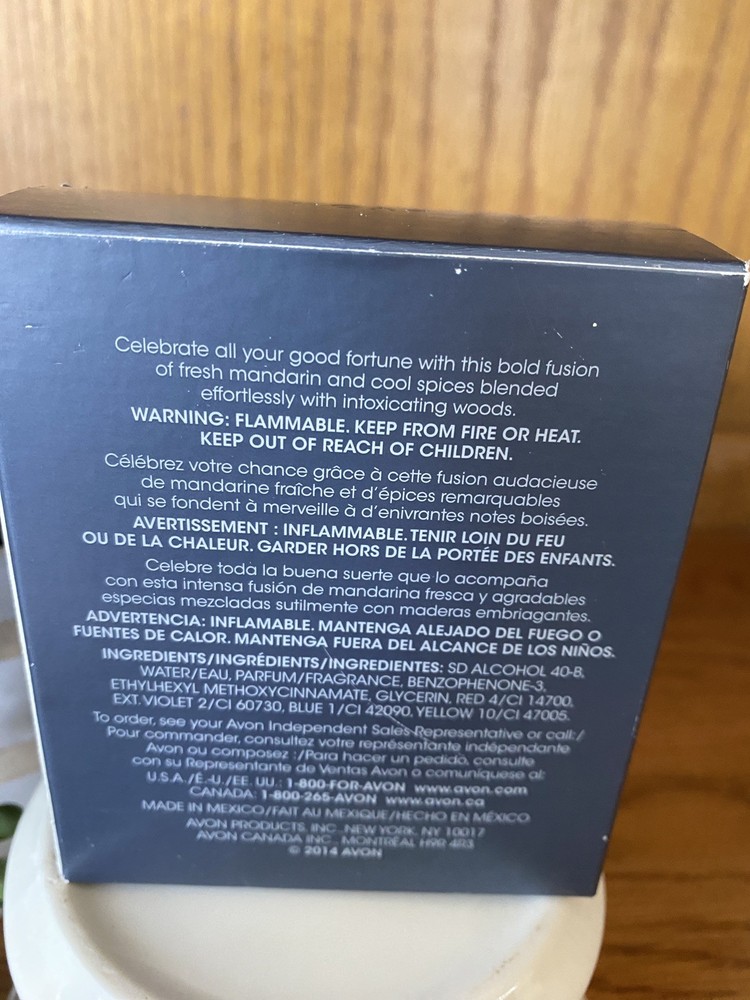 Celebrate all your good fortune with this bold fusion
of fresh mandarin and cool spices blended
effortlessly with intoxicating woods.
WARNING: FLAMMABLE. KEEP FROM FIRE OR HEAT.
KEEP OUT OF REACH OF CHILDREN.
Célébrez votre chance grâce à cette fusion audacieuse
de mandarine fraîche et d'épices remarquables
qui se fondent à merveille à d'enivrantes notes boisées.
AVERTISSEMENT : INFLAMMABLE. TENIR LOIN DU FEU
OU DE LA CHALEUR. GARDER HORS DE LA PORTÉE DES ENFANTS.
Celebre toda la buena suerte que lo acompaña
con esta intensa fusión de mandarina fresca y agradables
especias mezcladas sutilmente con maderas embriagantes.
ADVERTENCIA: INFLAMABLE. MANTENGA ALEJADO DEL FUEGO O
FUENTES DE CALOR. MANTENGA FUERA DEL ALCANCE DE LOS NIÑOS.
INGREDIENTS/INGRÉDIENTS/INGREDIENTES: SD ALCOHOL 40-B,
WATER/EAU, PARFUM/FRAGRANCE, BENZOPHENONE-3,
ETHYLHEXYL METHOXYCINNAMATE, GLYCERIN, RED 4/CI 14700,
EXT. VIOLET 2/CI 60730, BLUE 1/CI 42090, YELLOW 10/CI 47005.
To order, see your Avon Independent Sales Representative or call:/
Pour commander, consultez votre représentante indépendante
Avon ou composez :/Para hacer un pedido, consulte
con su Representante de Ventas Avon o comuníquese al:
U.S.A./É.-U./EE. UU.: 1-800-FOR-AVON www.avon.com
CANADA: 1-800-265-AVON www.avon.ca
MADE IN MEXICO/FAIT AU MEXIQUE/HECHO EN MÉXICO
AVON PRODUCTS, INC., NEW YORK, NY 10017
AVON CANADA INC., MONTRÉAL H9R 4R3
© 2014 AVON